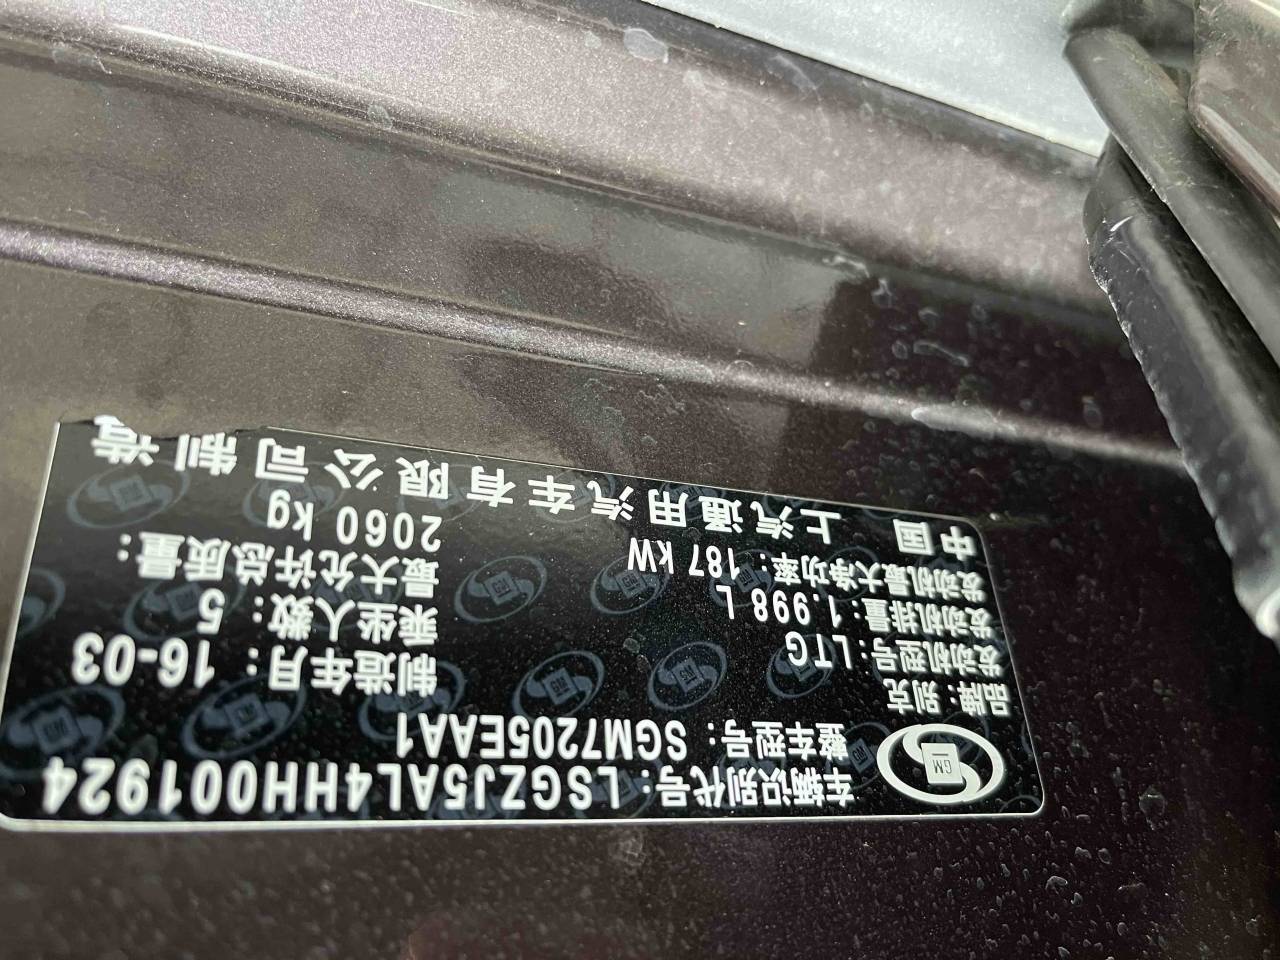 车辆识别代号：LSGZJ5AL4HH001924
整车型号：SGM7205EAA1
GM
品牌：别克
制造年月：16-03
发动机型号：LTG
乘坐人数：5
发动机排量：1.998 L
最大允许总质量：2060 kg
发动机最大净功率：187 kW
中国 上汽通用汽车有限公司 制造